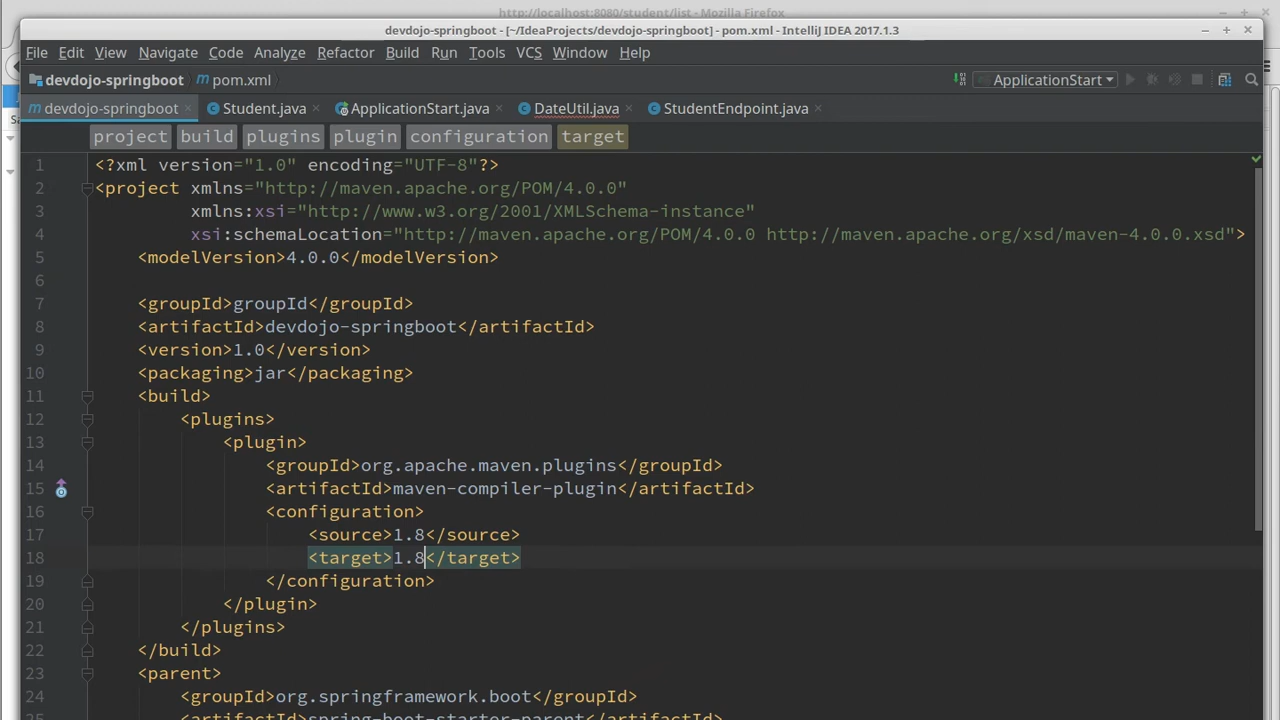 http://localhost:8080/student/list - Mozilla Firefox
devdojo-springboot - [~/IdeaProjects/devdojo-springboot] - pom.xml - IntelliJ IDEA 2017.1.3
File Edit View Navigate Code Analyze Refactor Build Run Tools VCS Window Help
devdojo-springboot pom.xml ApplicationStart
devdojo-springboot Student.java ApplicationStart.java DateUtil.java StudentEndpoint.java
project build plugins plugin configuration target
1 <?xml version="1.0" encoding="UTF-8"?>
2 <project xmlns="http://maven.apache.org/POM/4.0.0"
3 xmlns:xsi="http://www.w3.org/2001/XMLSchema-instance"
4 xsi:schemaLocation="http://maven.apache.org/POM/4.0.0 http://maven.apache.org/xsd/maven-4.0.0.xsd">
5 <modelVersion>4.0.0</modelVersion>
6
7 <groupId>groupId</groupId>
8 <artifactId>devdojo-springboot</artifactId>
9 <version>1.0</version>
10 <packaging>jar</packaging>
11 <build>
12 <plugins>
13 <plugin>
14 <groupId>org.apache.maven.plugins</groupId>
15 <artifactId>maven-compiler-plugin</artifactId>
16 <configuration>
17 <source>1.8</source>
18 <target>1.8</target>
19 </configuration>
20 </plugin>
21 </plugins>
22 </build>
23 <parent>
24 <groupId>org.springframework.boot</groupId>
25 <artifactId>spring-boot-starter-parent</artifactId>